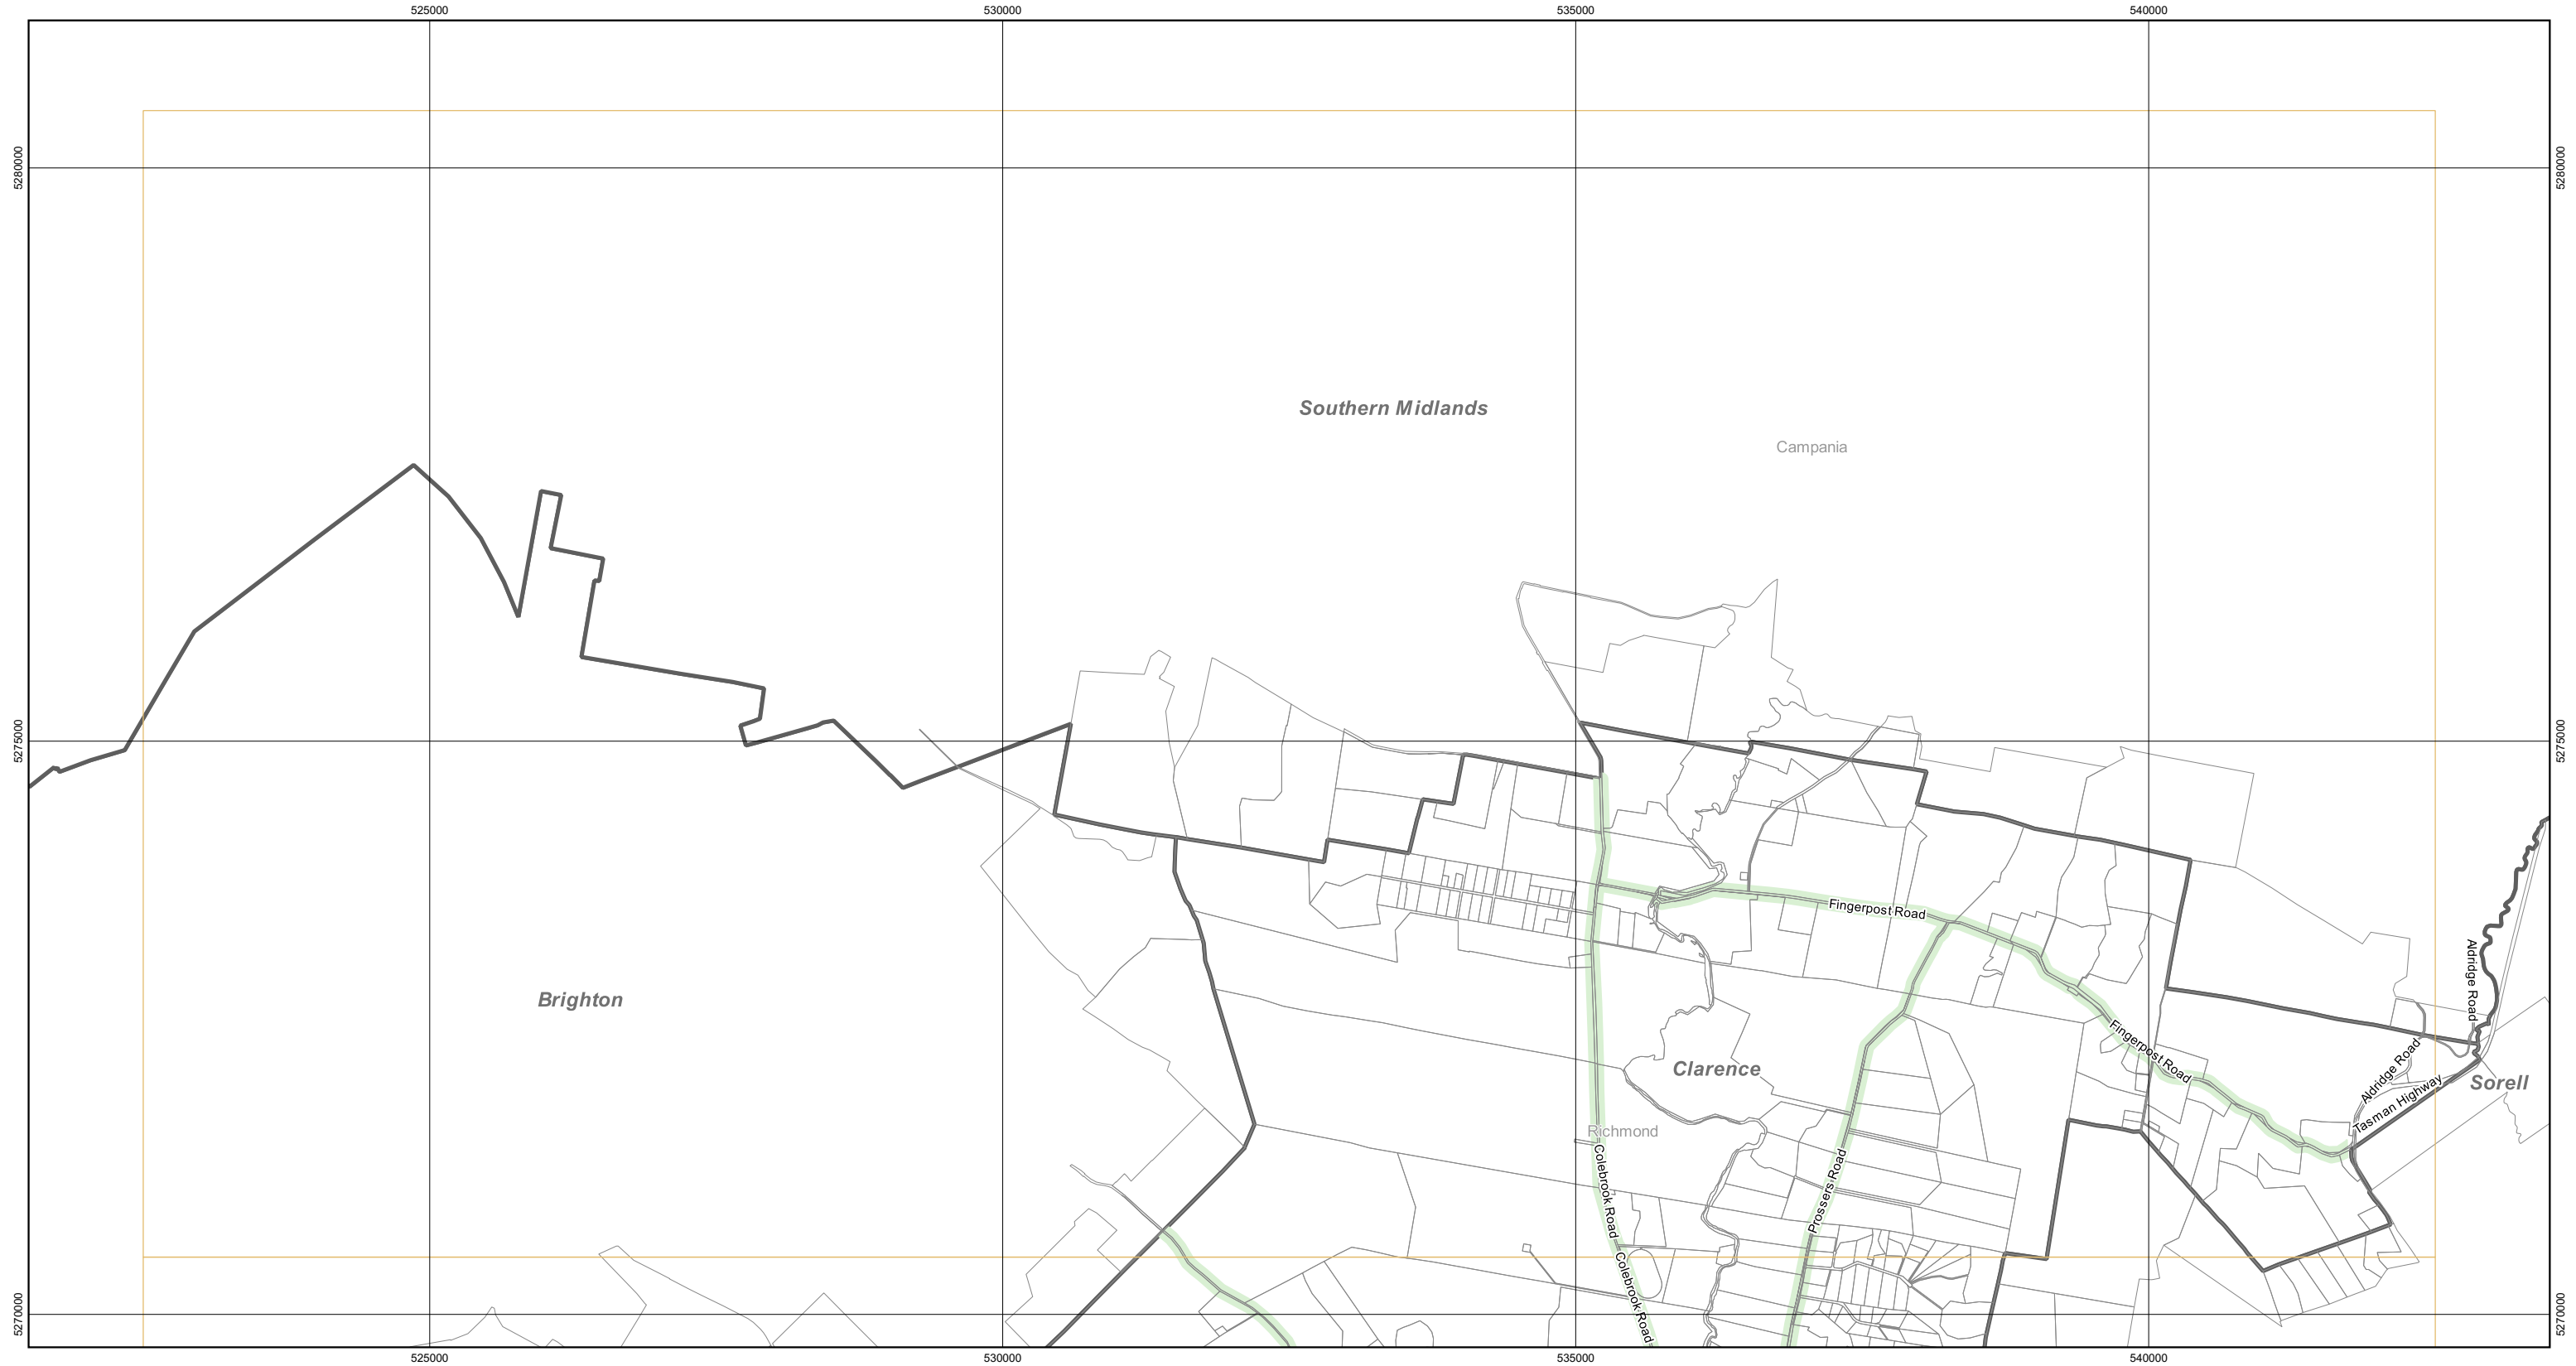 525000
530000
535000
540000
5280000
5280000
Southern Midlands
Campania
5275000
5275000
Fingerpost Road
Aldridge Road
Brighton
Fingerpost Road
Aldridge Road
Clarence
Sorell
Tasman Highway
Richmond
Colebrook Road
Prossers Road
Colebrook Road
5270000
5270000
525000
530000
535000
540000